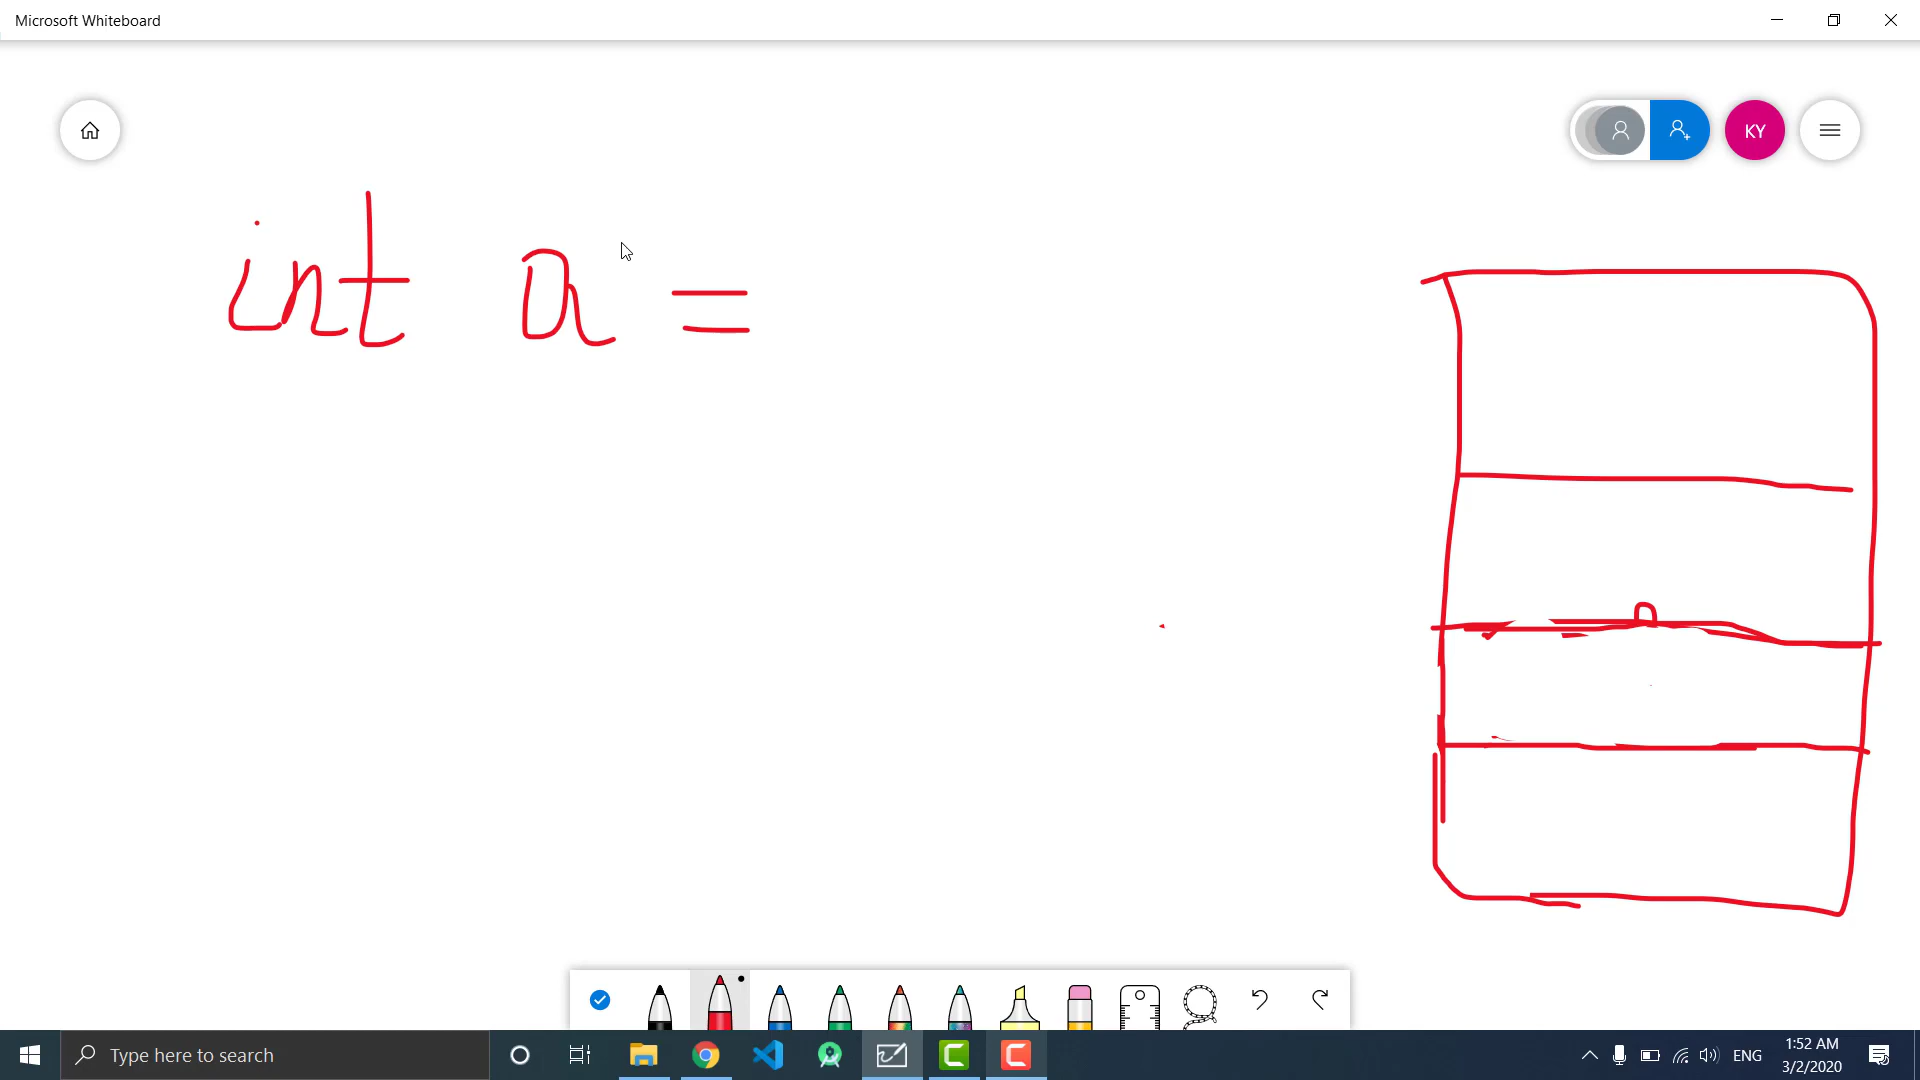 Microsoft Whiteboard
KY
int a =
Type here to search
ENG
1:52 AM
3/2/2020